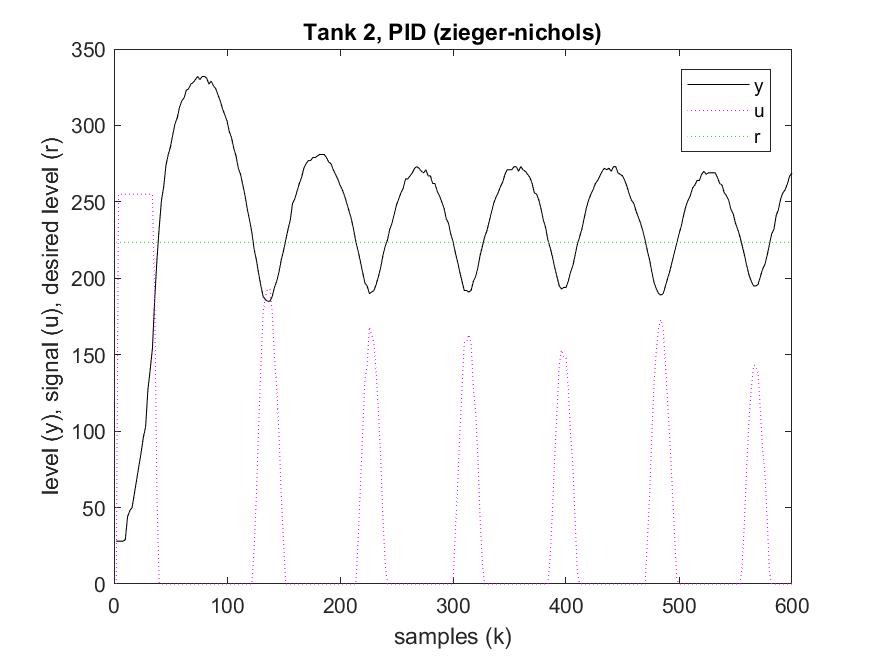 Tank 2, PID (zieger-nichols)
350
300
250
200
150
100
50
0
level (y), signal (u), desired level (r)
y
u
r
0 100 200 300 400 500 600
samples (k)